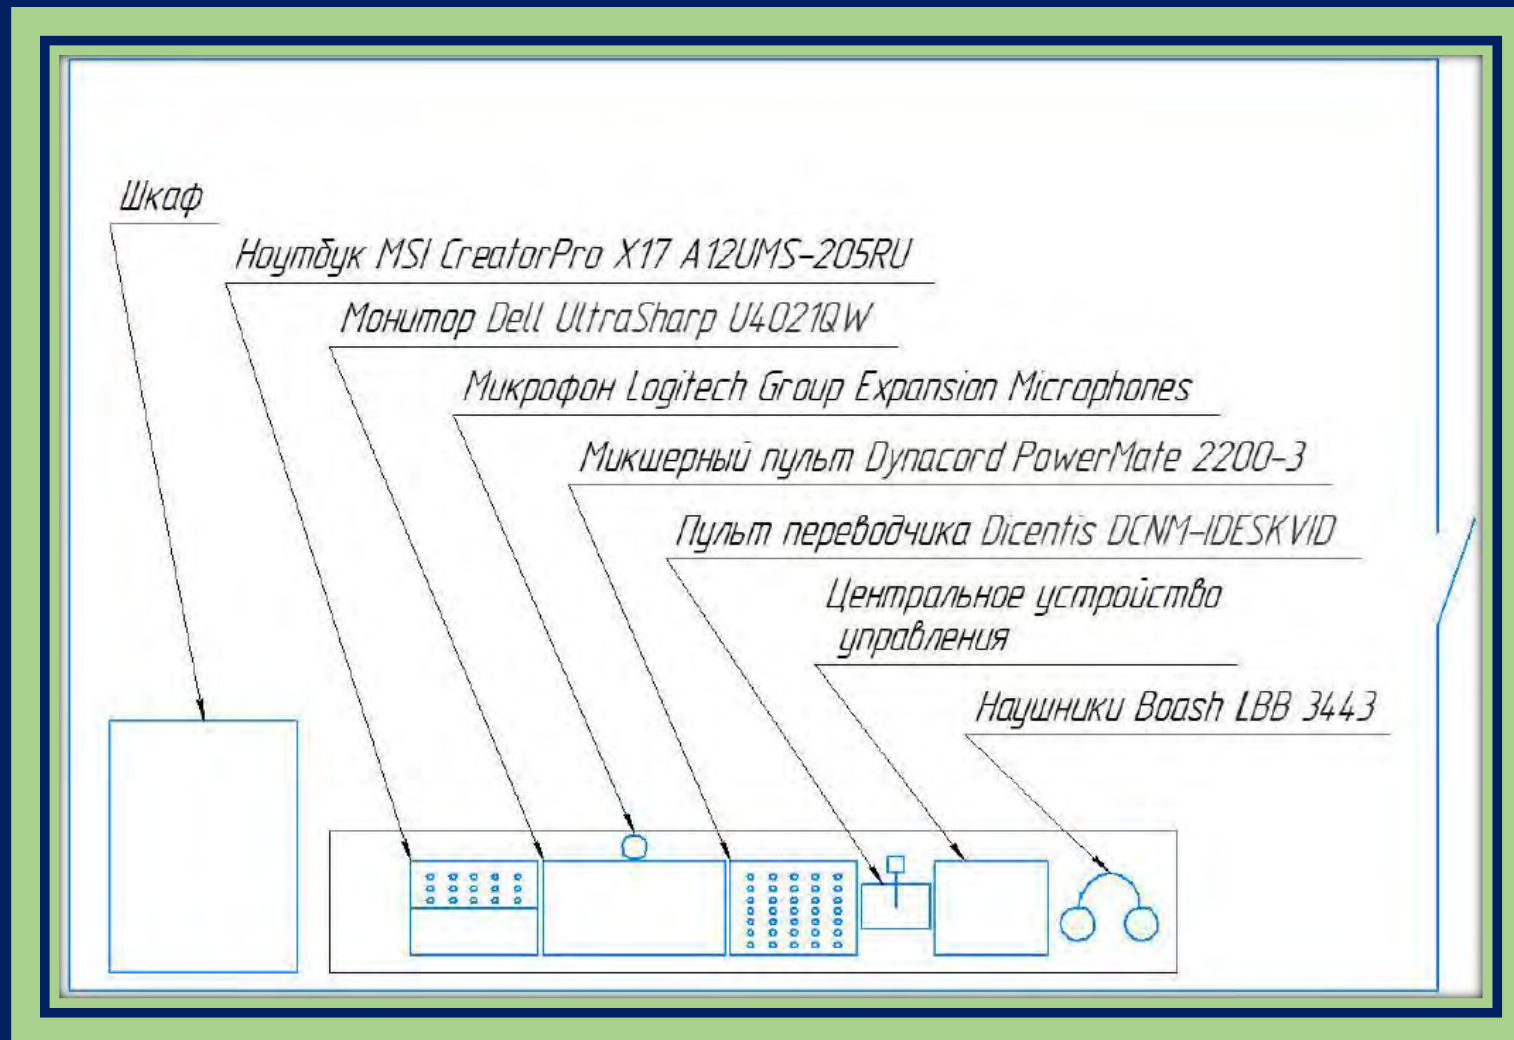 Шкаф
Ноутбук MSI CreatorPro X17 A12UMS-205RU
Монитор Dell UltraSharp U4021QW
Микрофон Logitech Group Expansion Microphones
Микшерный пульт Dynacord PowerMate 2200-3
Пульт переводчика Dicentis DCNM-IDESKVID
Центральное устройство
управления
Наушники Boash LBB 3443